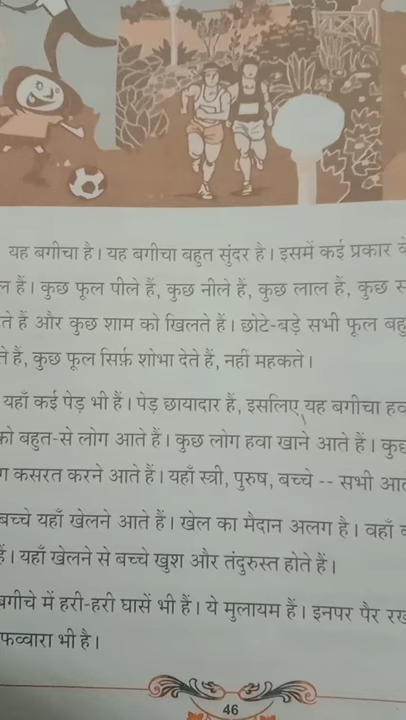 यह बगीचा है। यह बगीचा बहुत सुंदर है। इसमें कई प्रकार
हैं। कुछ फूल पीले हैं, कुछ नीले हैं, कुछ लाल हैं, कुछ
हैं और कुछ शाम को खिलते हैं। छोटे-बड़े सभी फूल
हैं, कुछ फूल सिर्फ़ शोभा देते हैं, नहीं महकते।
यहाँ कई पेड़ भी हैं। पेड़ छायादार हैं, इसलिए यह बगीचा
को बहुत-से लोग आते हैं। कुछ लोग हवा खाने आते हैं।
कसरत करने आते हैं। यहाँ स्त्री, पुरुष, बच्चे -- सभी
बच्चे यहाँ खेलने आते हैं। खेल का मैदान अलग है। वहाँ
हैं। यहाँ खेलने से बच्चे खुश और तंदुरुस्त होते हैं।
बगीचे में हरी-हरी घासें भी हैं। ये मुलायम हैं। इनपर पैर
फव्वारा भी है।
46